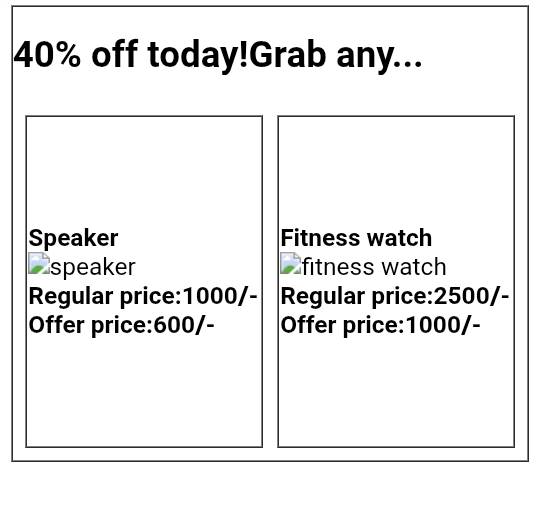 40% off today!Grab any...
Speaker
speaker
Regular price:1000/-
Offer price:600/-
Fitness watch
fitness watch
Regular price:2500/-
Offer price:1000/-